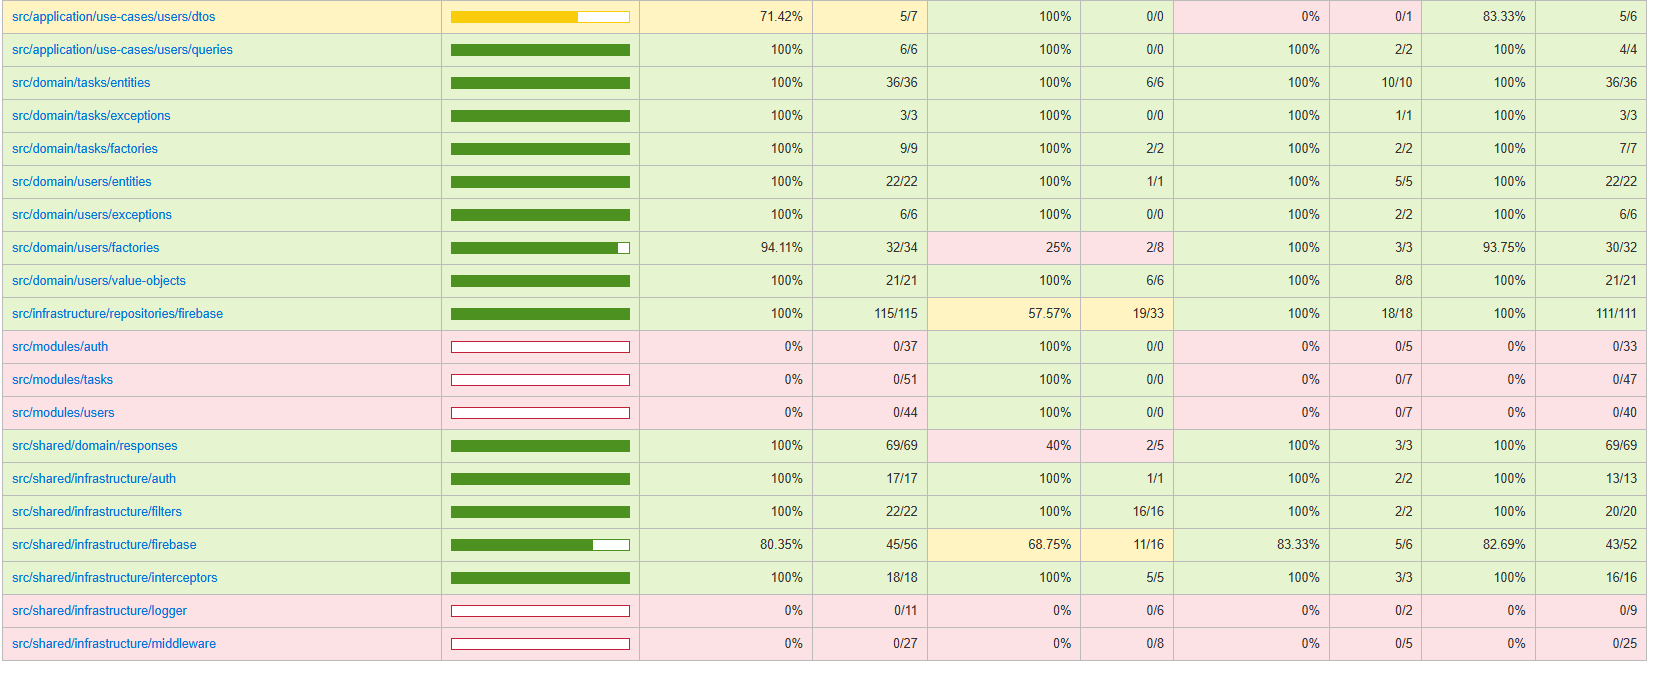 src/application/use-cases/users/dtos 71.42% 5/7 100% 0/0 0% 0/1 83.33% 5/6
src/application/use-cases/users/queries 100% 6/6 100% 0/0 100% 2/2 100% 4/4
src/domain/tasks/entities 100% 36/36 100% 6/6 100% 10/10 100% 36/36
src/domain/tasks/exceptions 100% 3/3 100% 0/0 100% 1/1 100% 3/3
src/domain/tasks/factories 100% 9/9 100% 2/2 100% 2/2 100% 7/7
src/domain/users/entities 100% 22/22 100% 1/1 100% 5/5 100% 22/22
src/domain/users/exceptions 100% 6/6 100% 0/0 100% 2/2 100% 6/6
src/domain/users/factories 94.11% 32/34 25% 2/8 100% 3/3 93.75% 30/32
src/domain/users/value-objects 100% 21/21 100% 6/6 100% 8/8 100% 21/21
src/infrastructure/repositories/firebase 100% 115/115 57.57% 19/33 100% 18/18 100% 111/111
src/modules/auth 0% 0/37 100% 0/0 0% 0/5 0% 0/33
src/modules/tasks 0% 0/51 100% 0/0 0% 0/7 0% 0/47
src/modules/users 0% 0/44 100% 0/0 0% 0/7 0% 0/40
src/shared/domain/responses 100% 69/69 40% 2/5 100% 3/3 100% 69/69
src/shared/infrastructure/auth 100% 17/17 100% 1/1 100% 2/2 100% 13/13
src/shared/infrastructure/filters 100% 22/22 100% 16/16 100% 2/2 100% 20/20
src/shared/infrastructure/firebase 80.35% 45/56 68.75% 11/16 83.33% 5/6 82.69% 43/52
src/shared/infrastructure/interceptors 100% 18/18 100% 5/5 100% 3/3 100% 16/16
src/shared/infrastructure/logger 0% 0/11 0% 0/6 0% 0/2 0% 0/9
src/shared/infrastructure/middleware 0% 0/27 0% 0/8 0% 0/5 0% 0/25